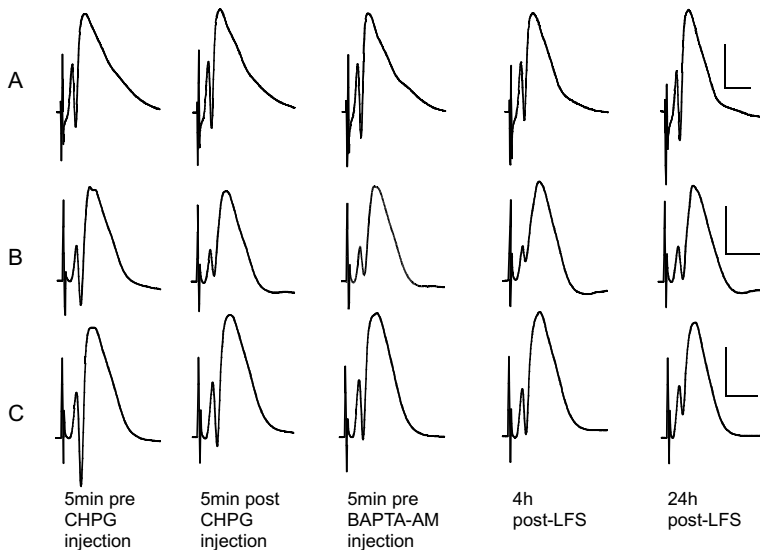 A
B
C
5min pre
CHPG
injection
5min post
CHPG
injection
5min pre
BAPTA-AM
injection
4h
post-LFS
24h
post-LFS